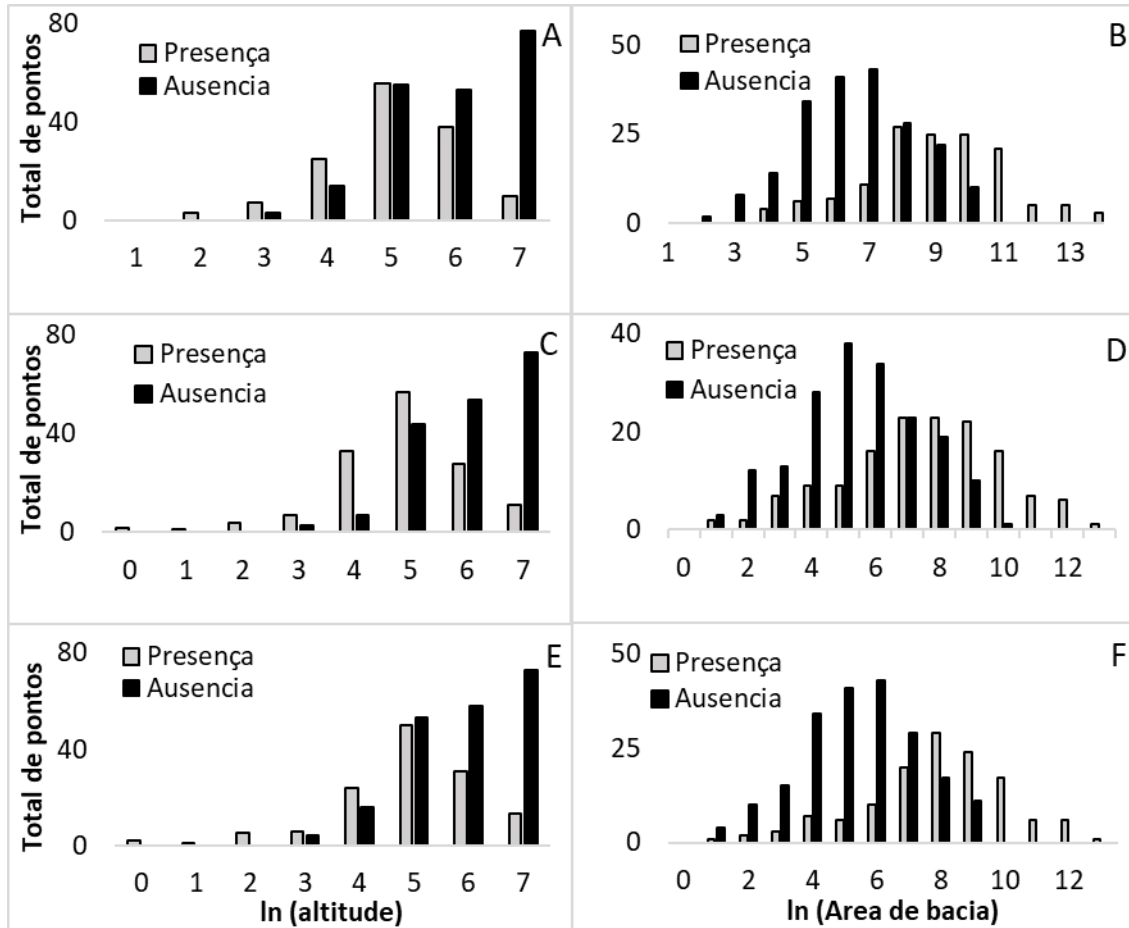 80
Total de pontos
Presença
Ausencia
A
40
0
1 2 3 4 5 6 7
50
Presença
Ausencia
B
25
0
1 3 5 7 9 11 13
80
Total de pontos
Presença
Ausencia
C
40
0
0 1 2 3 4 5 6 7
40
Presença
Ausencia
D
20
0
0 2 4 6 8 10 12
80
Total de pontos
Presença
Ausencia
E
40
0
0 1 2 3 4 5 6 7
ln (altitude)
50
Presença
Ausencia
F
25
0
0 2 4 6 8 10 12
ln (Area de bacia)